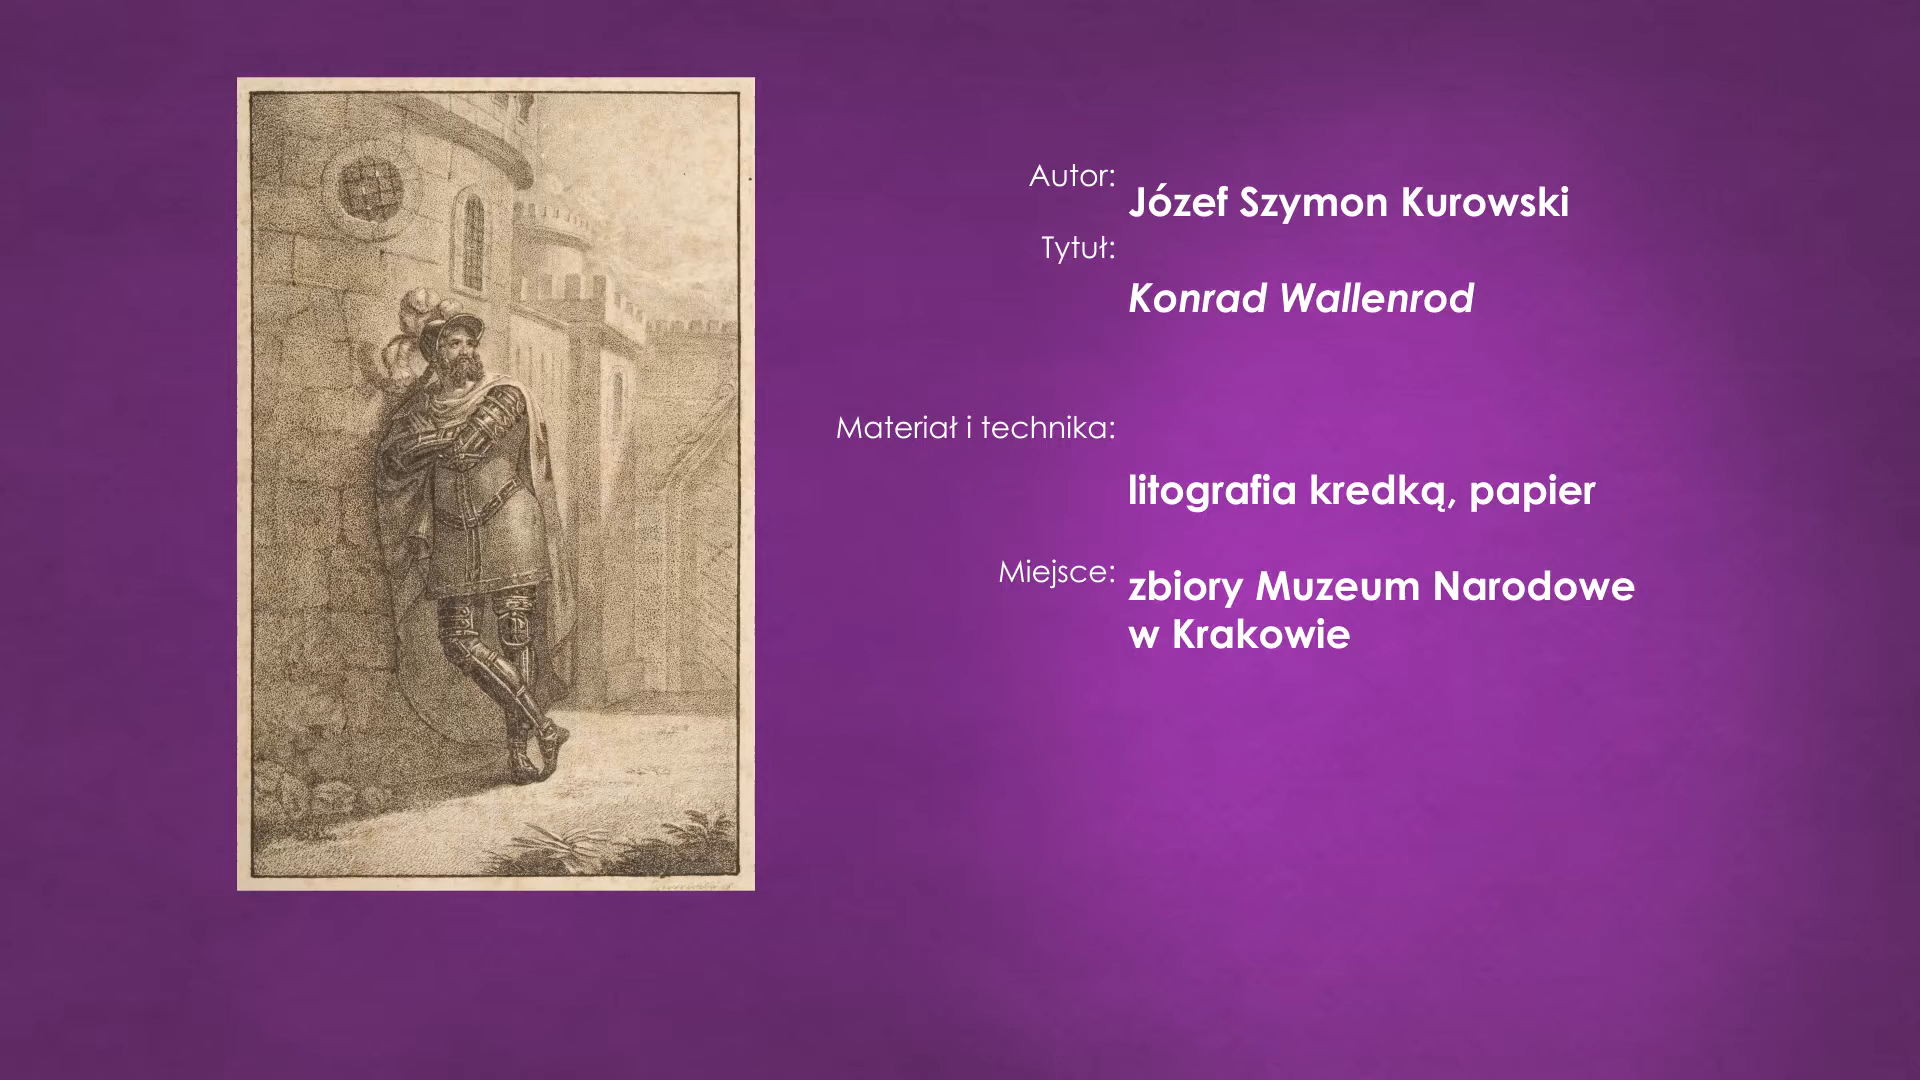 Autor:
Józef Szymon Kurowski
Tytuł:
Konrad Wallenrod
Materiał i technika:
litografia kredką, papier
Miejsce:
zbiory Muzeum Narodowe
w Krakowie